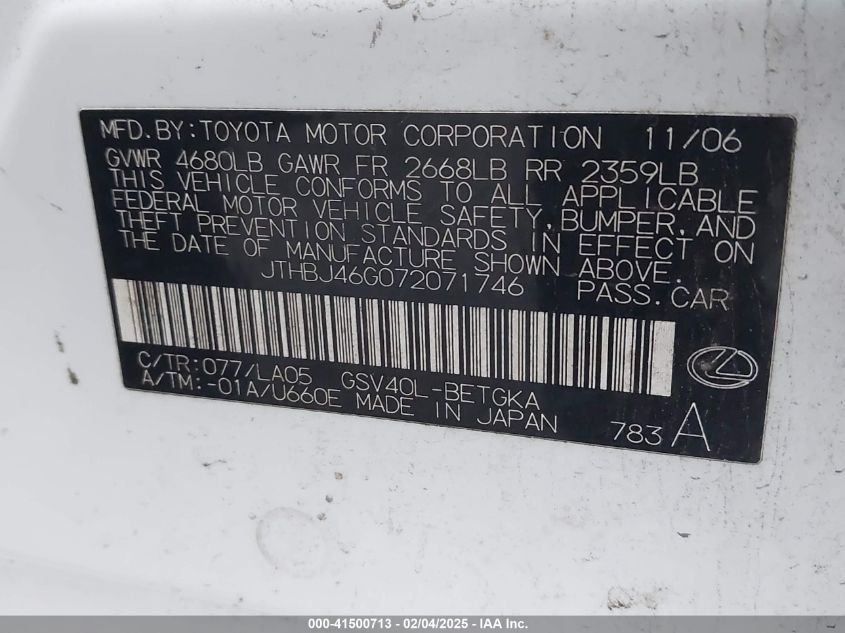 MFD. BY: TOYOTA MOTOR CORPORATION 11/06
GVWR 4680LB GAWR FR 2668LB RR 2359LB
THIS VEHICLE CONFORMS TO ALL APPLICABLE
FEDERAL MOTOR VEHICLE SAFETY, BUMPER, AND
THEFT PREVENTION STANDARDS IN EFFECT ON
THE DATE OF MANUFACTURE SHOWN ABOVE.
JTHBJ46G072071746 PASS. CAR
C/TR: 077/LA05 GSV40L-BETGKA
A/TM: -01A/U660E MADE IN JAPAN
783 A
000-41500713 - 02/04/2025 - IAA Inc.